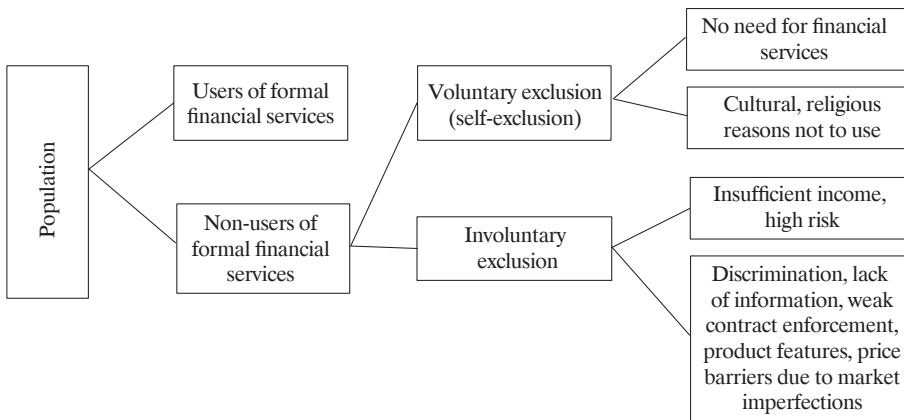 Population
Users of formal
financial services
Non-users of
formal financial
services
Voluntary exclusion
(self-exclusion)
Involuntary
exclusion
No need for financial
services
Cultural, religious
reasons not to use
Insufficient income,
high risk
Discrimination, lack
of information, weak
contract enforcement,
product features, price
barriers due to market
imperfections